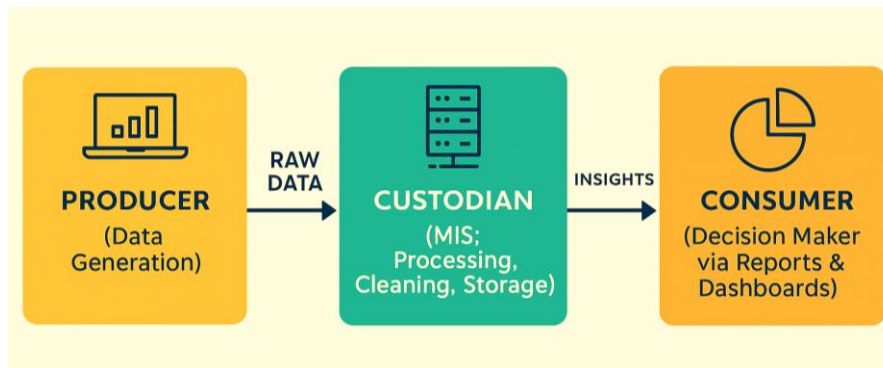 PRODUCER
(Data
Generation)
RAW
DATA
CUSTODIAN
(MIS;
Processing,
Cleaning, Storage)
INSIGHTS
CONSUMER
(Decision Maker
via Reports &
Dashboards)